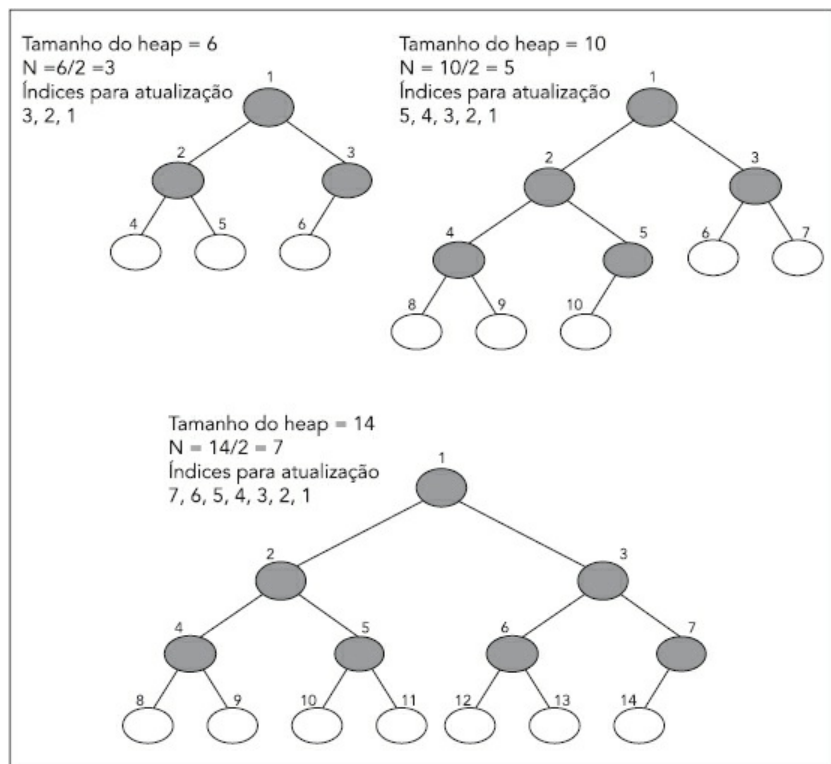 Tamanho do heap = 6
N =6/2 =3
Índices para atualização
3, 2, 1
1
2
3
4
5
6
Tamanho do heap = 10
N = 10/2 = 5
Índices para atualização
5, 4, 3, 2, 1
1
2
3
4
5
6
7
8
9
10
Tamanho do heap = 14
N = 14/2 = 7
Índices para atualização
7, 6, 5, 4, 3, 2, 1
1
2
3
4
5
6
7
8
9
10
11
12
13
14